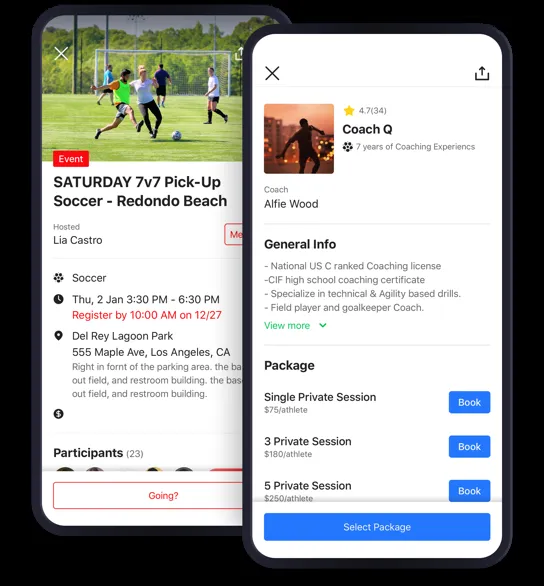 Event
SATURDAY 7v7 Pick-Up
Soccer - Redondo Beach
Hosted
Lia Castro
Soccer
Thu, 2 Jan 3:30 PM - 6:30 PM
Register by 10:00 AM on 12/27
Del Rey Lagoon Park
555 Maple Ave, Los Angeles, CA
Right in fornt of the parking area. the
out field, and restroom building. the
out field, and restroom building.
Participants (23)
Going?
4.7(34)
Coach Q
7 years of Coaching Experiencs
Coach
Alfie Wood
General Info
- National US C ranked Coaching license
-CIF high school coaching certificate
- Specialize in technical & Agility based drills.
- Field player and goalkeeper Coach.
View more
Package
Single Private Session
$75/athlete
Book
3 Private Session
$180/athlete
Book
5 Private Session
$250/athlete
Book
Select Package